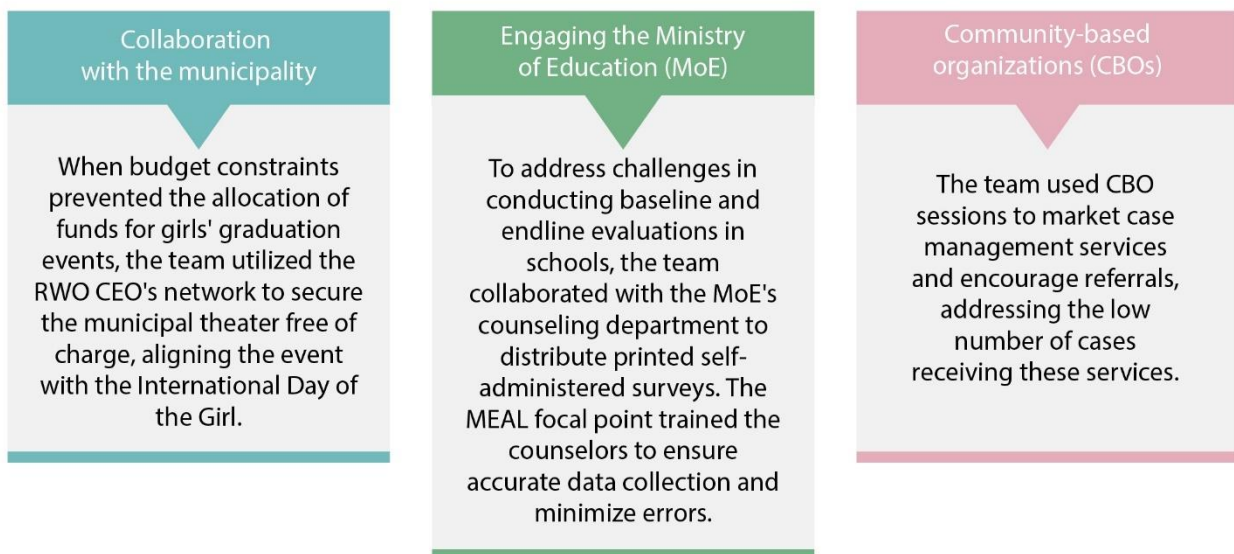 Collaboration
with the municipality
When budget constraints
prevented the allocation of
funds for girls' graduation
events, the team utilized the
RWO CEO's network to secure
the municipal theater free of
charge, aligning the event
with the International Day of
the Girl.
Engaging the Ministry
of Education (MoE)
To address challenges in
conducting baseline and
endline evaluations in
schools, the team
collaborated with the MoE's
counseling department to
distribute printed self-
administered surveys. The
MEAL focal point trained the
counselors to ensure
accurate data collection and
minimize errors.
Community-based
organizations (CBOs)
The team used CBO
sessions to market case
management services
and encourage referrals,
addressing the low
number of cases
receiving these services.